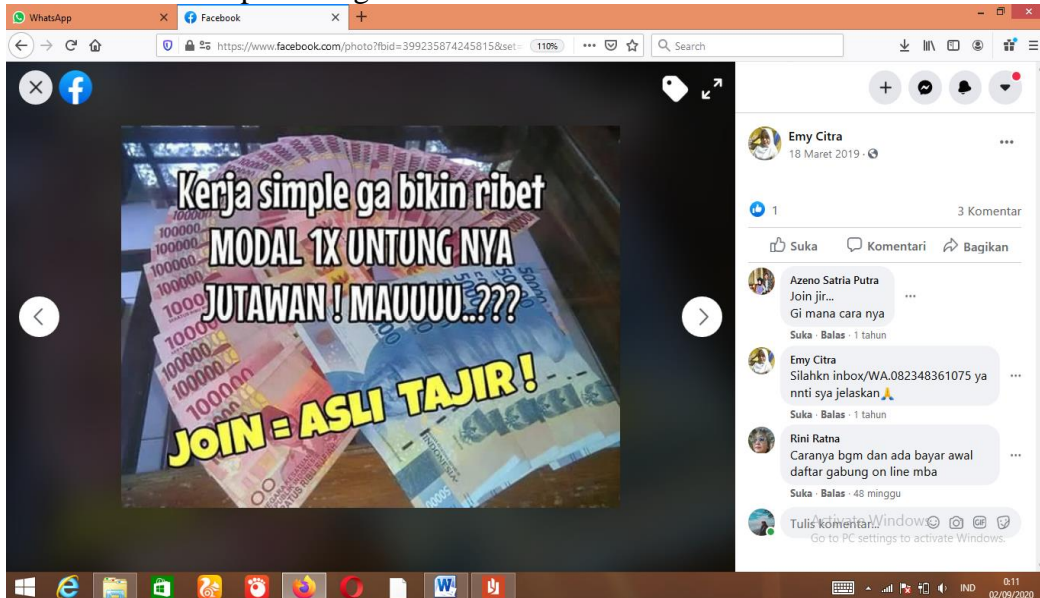 WhatsApp
Facebook
https://www.facebook.com/photo?fbid=399235874245815&set=
110%
Search
Kerja simple ga bikin ribet
MODAL 1X UNTUNG NYA
JUTAWAN ! MAUUUU..???
JOIN = ASLI TAJIR !
100000
100000
100000
100000
100000
Emy Citra
18 Maret 2019
1
3 Komentar
Suka
Komentari
Bagikan
Azeno Satria Putra
Join jir...
Gi mana cara nya
Suka · Balas · 1 tahun
Emy Citra
Silahkn inbox/WA.082348361075 ya
nnti sya jelaskan
Suka · Balas · 1 tahun
Rini Ratna
Caranya bgm dan ada bayar awal
daftar gabung on line mba
Suka · Balas · 48 minggu
Tulis komentar...
Activate Windows
Go to PC settings to activate Windows.
IND
0:11
02/09/2020